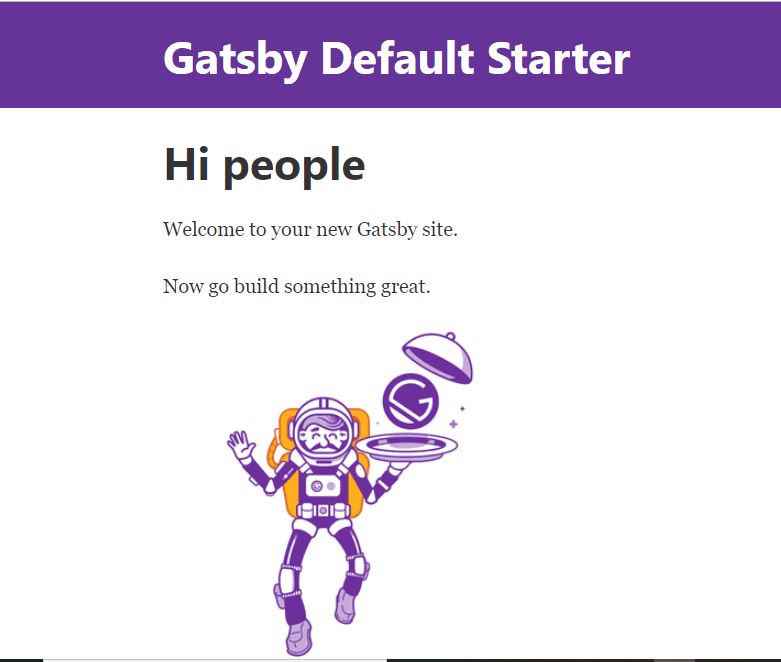 Gatsby Default Starter
Hi people
Welcome to your new Gatsby site.
Now go build something great.